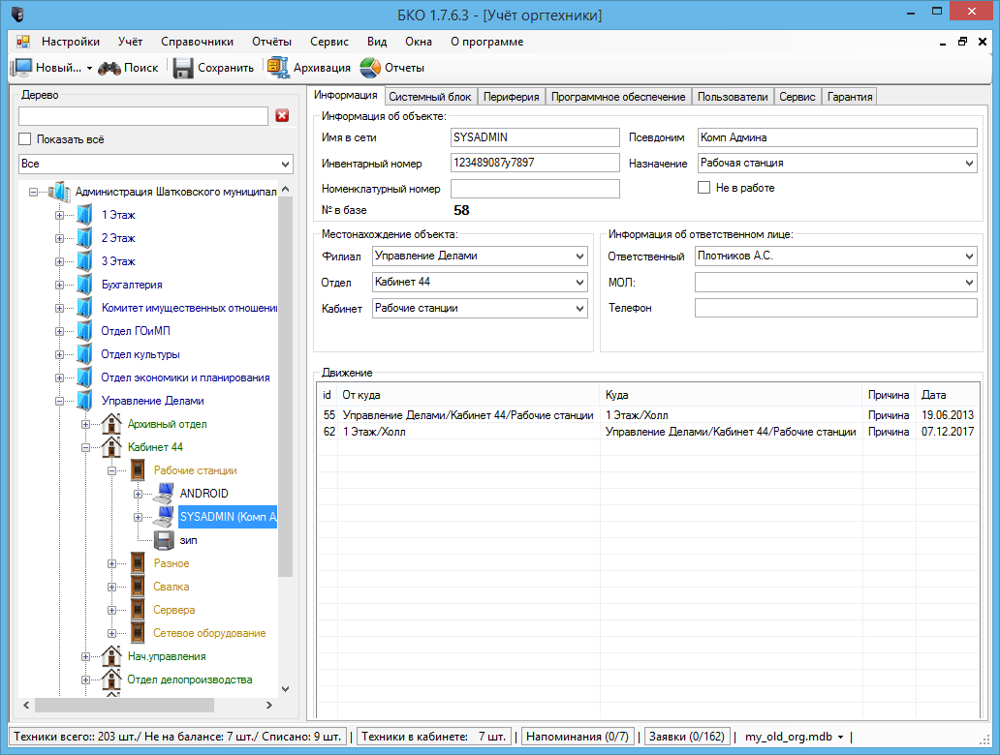 БКО 1.7.6.3 - [Учёт оргтехники]
Настройки Учёт Справочники Отчёты Сервис Вид Окна О программе
Новый... Поиск Сохранить Архивация Отчеты
Дерево
Показать всё
Все
Администрация Шатковского муниципал
1 Этаж
2 Этаж
3 Этаж
Бухгалтерия
Комитет имущественных отношени
Отдел ГОиМП
Отдел культуры
Отдел экономики и планирования
Управление Делами
Архивный отдел
Кабинет 44
Рабочие станции
ANDROID
SYSADMIN (Комп А
зип
Разное
Свалка
Сервера
Сетевое оборудование
Нач.управления
Отдел делопроизводства
Информация Системный блок Периферия Программное обеспечение Пользователи Сервис Гарантия
Информация об объекте:
Имя в сети SYSADMIN Псевдоним Комп Админа
Инвентарный номер 123489087y7897 Назначение Рабочая станция
Номенклатурный номер Не в работе
№ в базе 58
Местонахождение объекта:
Филиал Управление Делами
Отдел Кабинет 44
Кабинет Рабочие станции
Информация об ответственном лице:
Ответственный Плотников А.С.
МОЛ:
Телефон
Движение
id От куда Куда Причина Дата
55 Управление Делами/Кабинет 44/Рабочие станции 1 Этаж/Холл Причина 19.06.2013
62 1 Этаж/Холл Управление Делами/Кабинет 44/Рабочие станции Причина 07.12.2017
Техники всего:: 203 шт./ Не на балансе: 7 шт./ Списано: 9 шт. | Техники в кабинете: 7 шт. | Напоминания (0/7) | Заявки (0/162) | my_old_org.mdb |